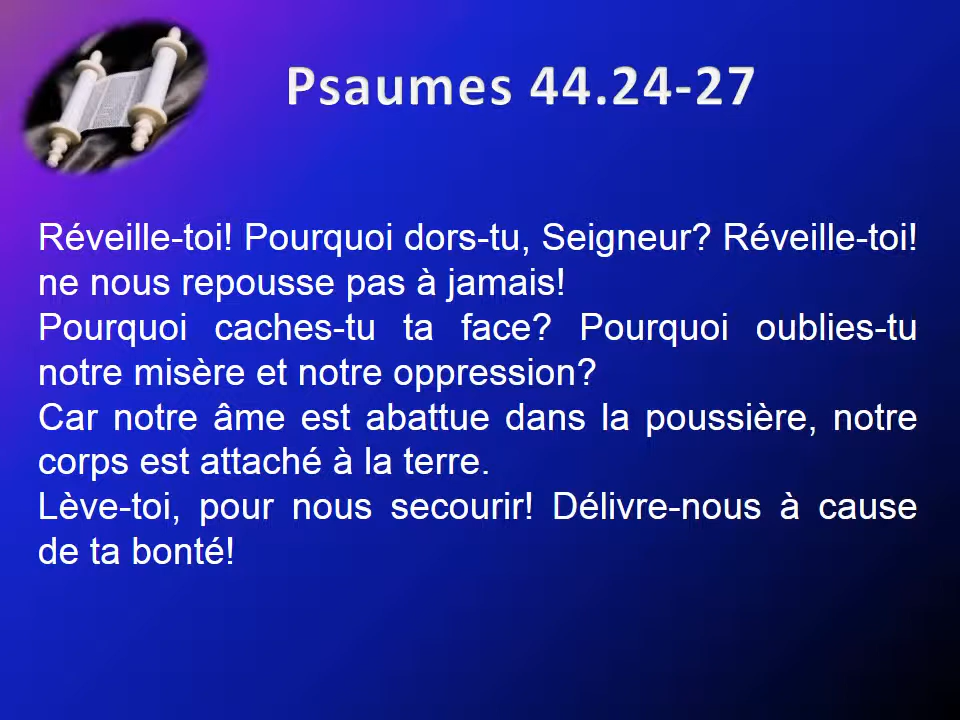 Psaumes 44.24-27
Réveille-toi! Pourquoi dors-tu, Seigneur? Réveille-toi!
ne nous repousse pas à jamais!
Pourquoi caches-tu ta face? Pourquoi oublies-tu
notre misère et notre oppression?
Car notre âme est abattue dans la poussière, notre
corps est attaché à la terre.
Lève-toi, pour nous secourir! Délivre-nous à cause
de ta bonté!